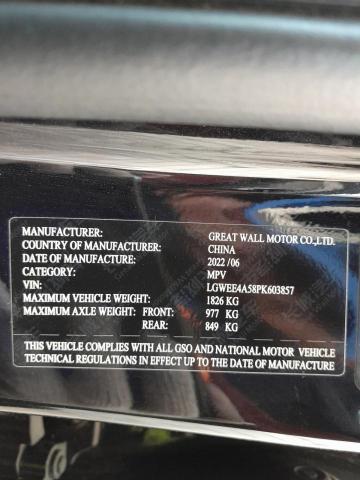 MANUFACTURER: GREAT WALL MOTOR CO.,LTD.
COUNTRY OF MANUFACTURER: CHINA
DATE OF MANUFACTURE: 2022 /06
CATEGORY: MPV
VIN: LGWEE4A58PK603857
MAXIMUM VEHICLE WEIGHT: 1826 KG
MAXIMUM AXLE WEIGHT: FRONT: 977 KG
REAR: 849 KG
THIS VEHICLE COMPLIES WITH ALL GSO AND NATIONAL MOTOR VEHICLE
TECHNICAL REGULATIONS IN EFFECT UP TO THE DATE OF MANUFACTURE